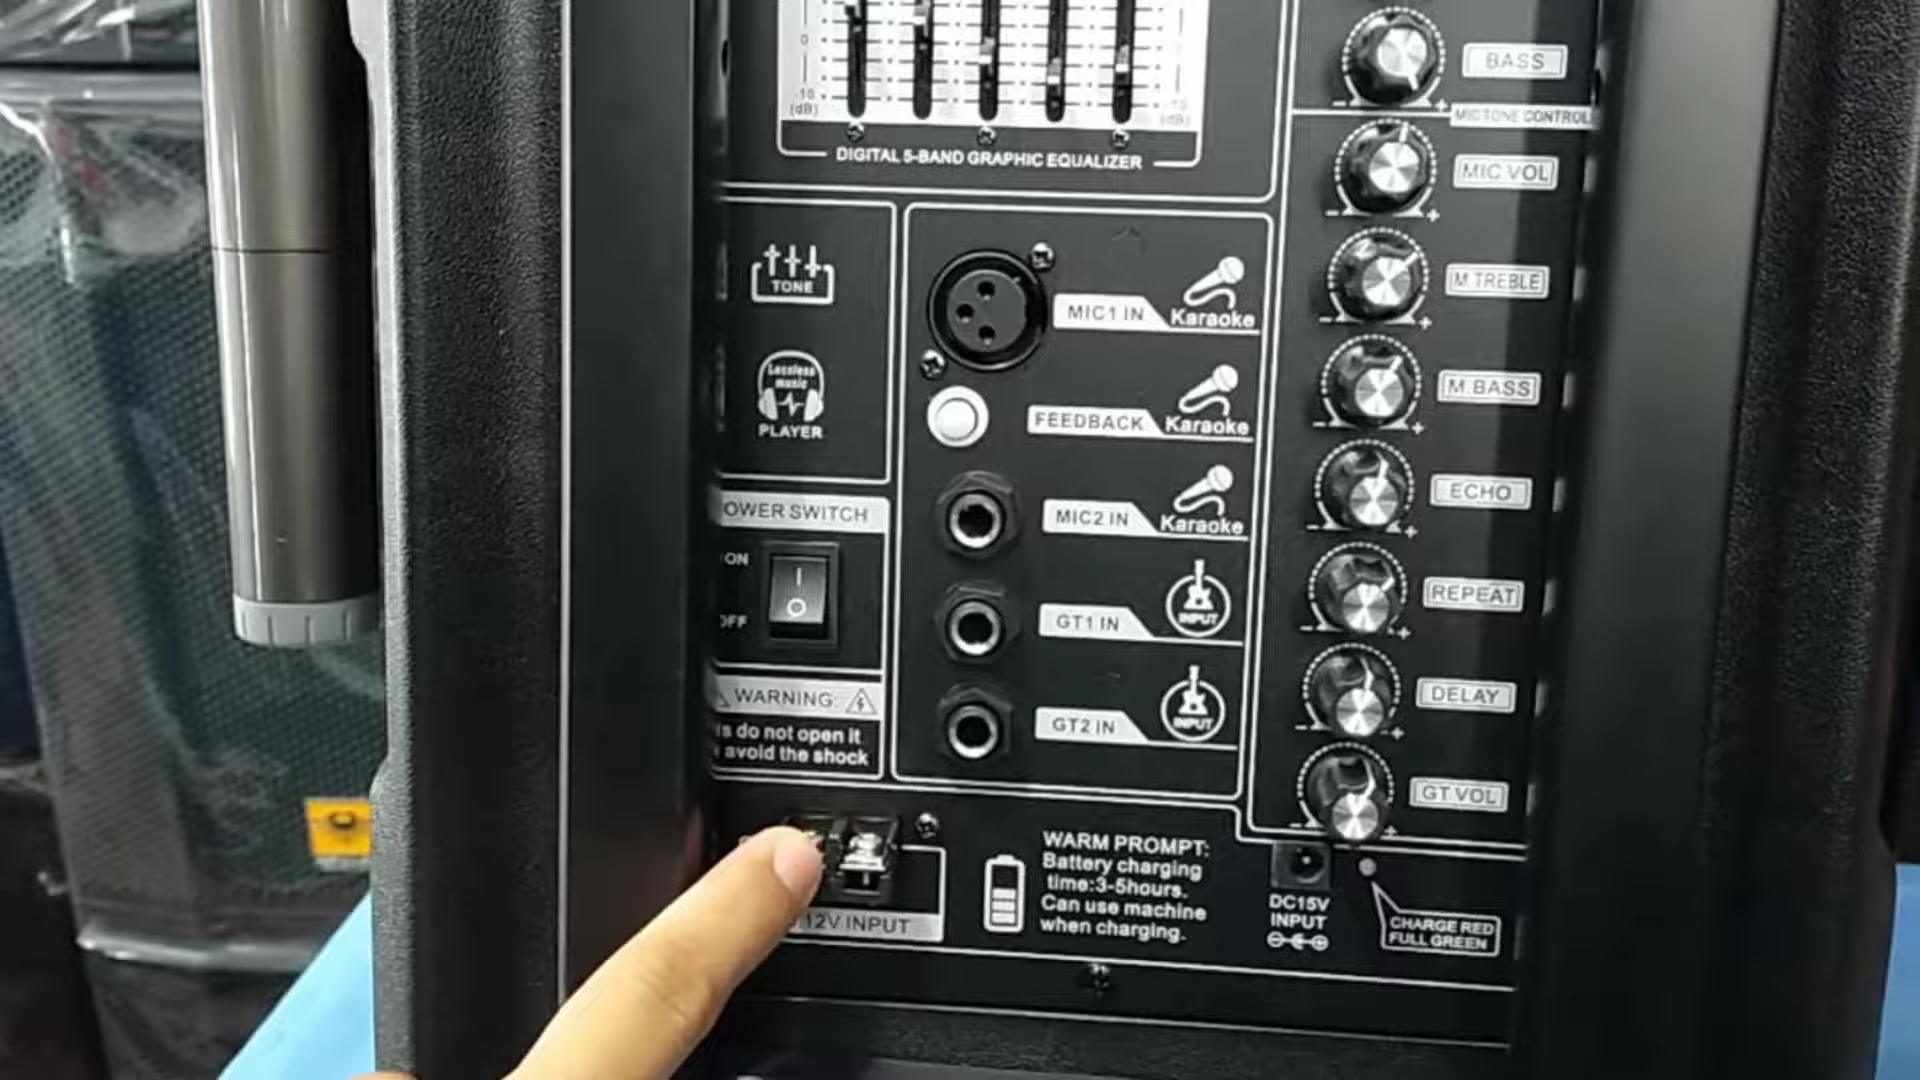 0
-10
(dB)
-10
(dB)
DIGITAL 5-BAND GRAPHIC EQUALIZER
BASS
MIC TONE CONTROL
MIC VOL
M.TREBLE
M.BASS
ECHO
REPEAT
DELAY
GT VOL
TONE
Lossless
music
PLAYER
OWER SWITCH
ON
OFF
WARNING:
do not open it
avoid the shock
MIC1 IN
Karaoke
FEEDBACK
Karaoke
MIC2 IN
Karaoke
GT1 IN
INPUT
GT2 IN
INPUT
12V INPUT
WARM PROMPT:
Battery charging
time:3-5hours.
Can use machine
when charging.
DC15V
INPUT
CHARGE RED
FULL GREEN